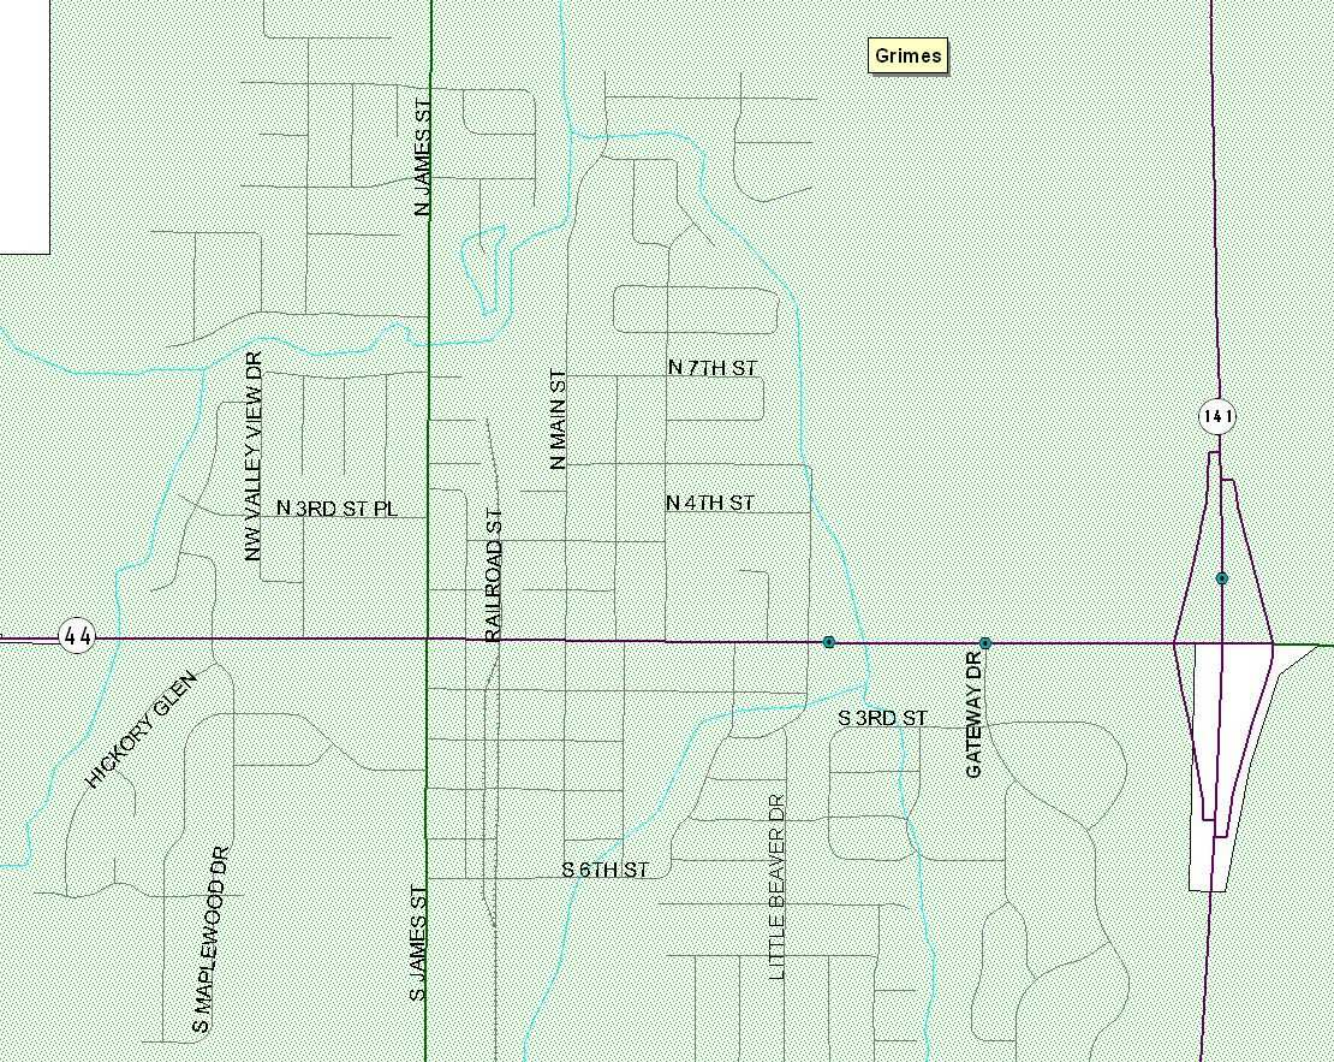 Grimes
N JAMES ST
N 7TH ST
NW VALLEY VIEW DR
N MAIN ST
141
N 3RD ST PL
N 4TH ST
RAILROAD ST
44
HICKORY GLEN
S 3RD ST
GATEWAY DR
LITTLE BEAVER DR
S 6TH ST
S MAPLEWOOD DR
S JAMES ST